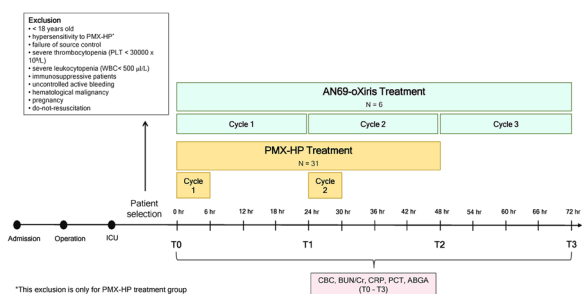 Exclusion
• < 18 years old
• hypersensitivity to PMX-HP*
• failure of source control
• severe thrombocytopenia (PLT < 30000 x
10⁹/L)
• severe leukocytopenia (WBC< 500 µl/L)
• immunosuppressive patients
• uncontrolled active bleeding
• hematological malignancy
• pregnancy
• do-not-resuscitation
AN69-oXiris Treatment
N = 6
Cycle 1 Cycle 2 Cycle 3
PMX-HP Treatment
N = 31
Cycle
1
Cycle
2
Patient
selection
0 hr 6 hr 12 hr 18 hr 24 hr 30 hr 36 hr 42 hr 48 hr 54 hr 60 hr 66 hr 72 hr
Admission Operation ICU T0 T1 T2 T3
CBC, BUN/Cr, CRP, PCT, ABGA
(T0 - T3)
*This exclusion is only for PMX-HP treatment group